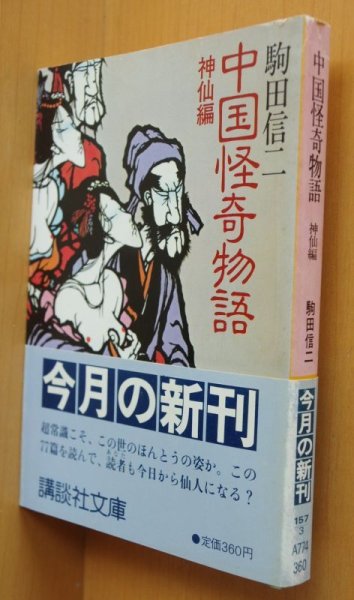 駒田信二
中国怪奇物語
神仙編
今月の新刊
超常識こそ、この世のほんとうの姿か。この
77篇を読んで、読者も今日から仙人になる?
あなた
講談社文庫
●定価360円
中国怪奇物語
神仙編
駒田信二
今月の新刊
157
3
A774
360